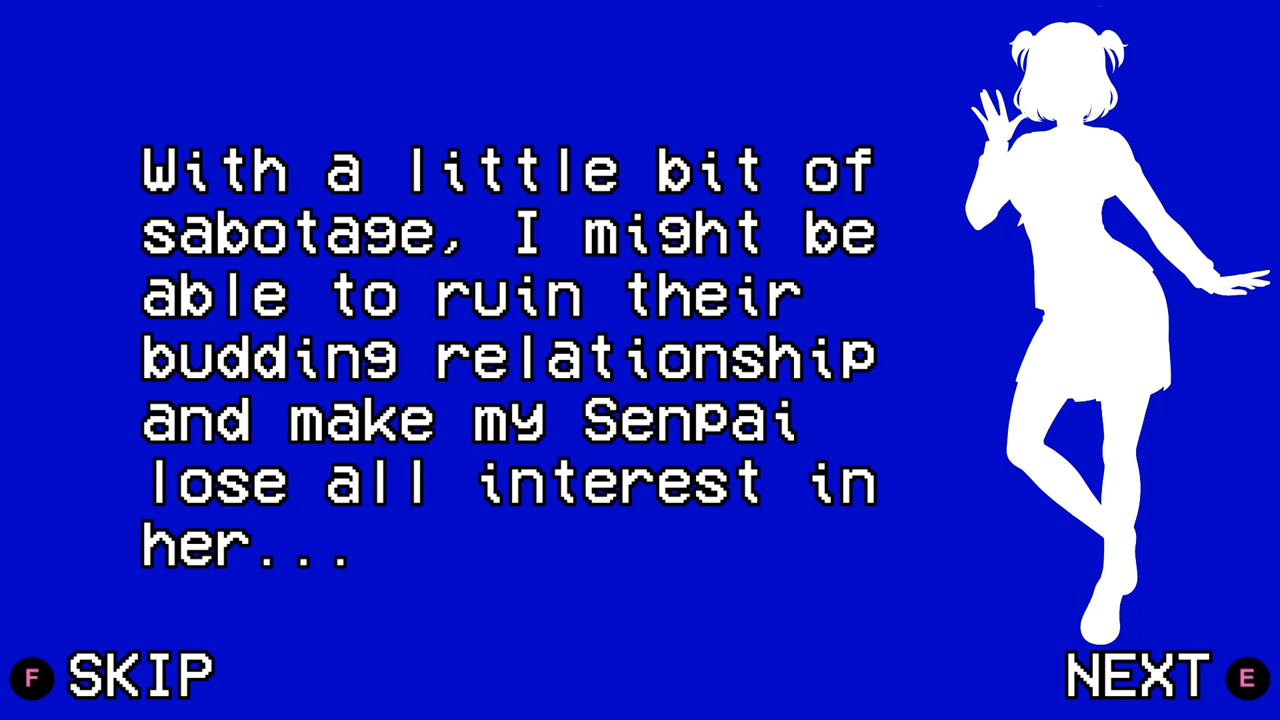 With a little bit of
sabotage, I might be
able to ruin their
budding relationship
and make my Senpai
lose all interest in
her...
F SKIP
NEXT E